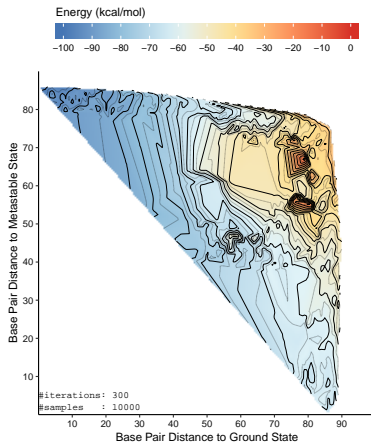 Energy (kcal/mol)
−100 −90 −80 −70 −60 −50 −40 −30 −20 −10 0
Base Pair Distance to Metastable State
80
70
60
50
40
30
20
10
#iterations: 300
#samples   : 10000
10 20 30 40 50 60 70 80 90
Base Pair Distance to Ground State